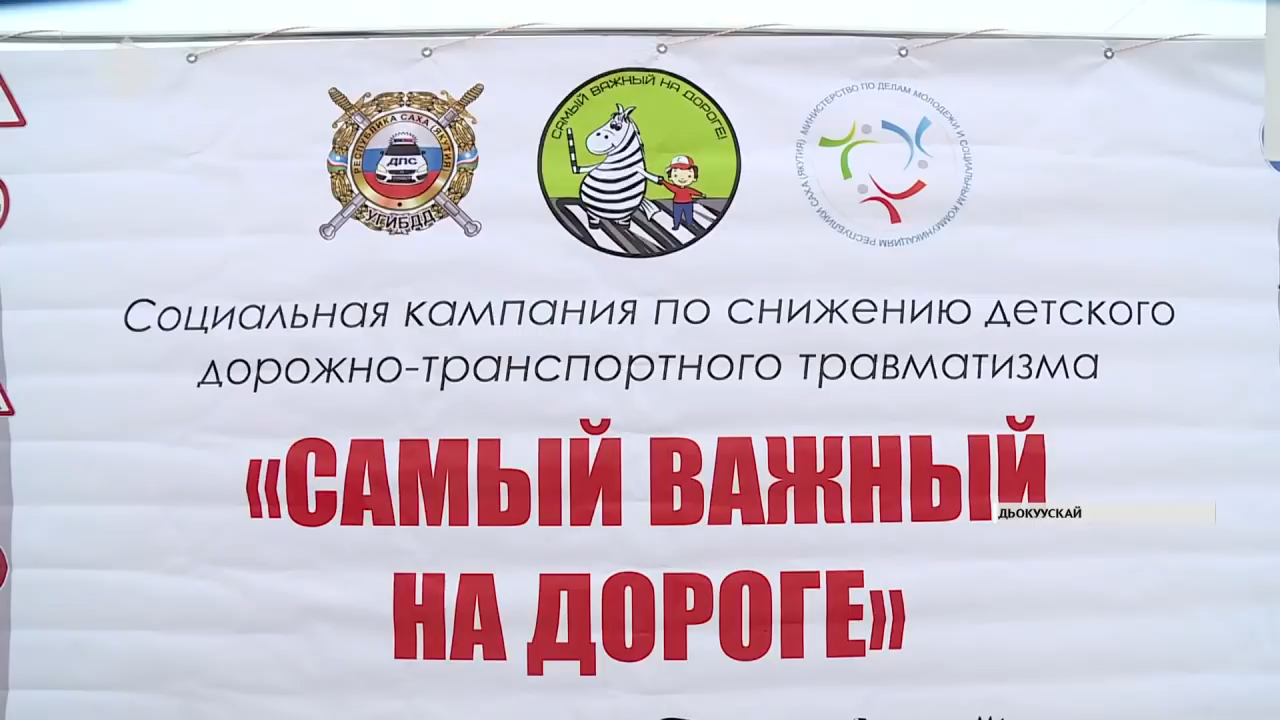 РЕСПУБЛИКА САХА (ЯКУТИЯ)
ДПС
УГИБДД
САМЫЙ ВАЖНЫЙ НА ДОРОГЕ!
МИНИСТЕРСТВО ПО ДЕЛАМ МОЛОДЕЖИ И СОЦИАЛЬНЫМ КОММУНИКАЦИЯМ РЕСПУБЛИКИ САХА (ЯКУТИЯ)
Социальная кампания по снижению детского
дорожно-транспортного травматизма
«САМЫЙ ВАЖНЫЙ
ДЬОКУУСКАЙ
НА ДОРОГЕ»